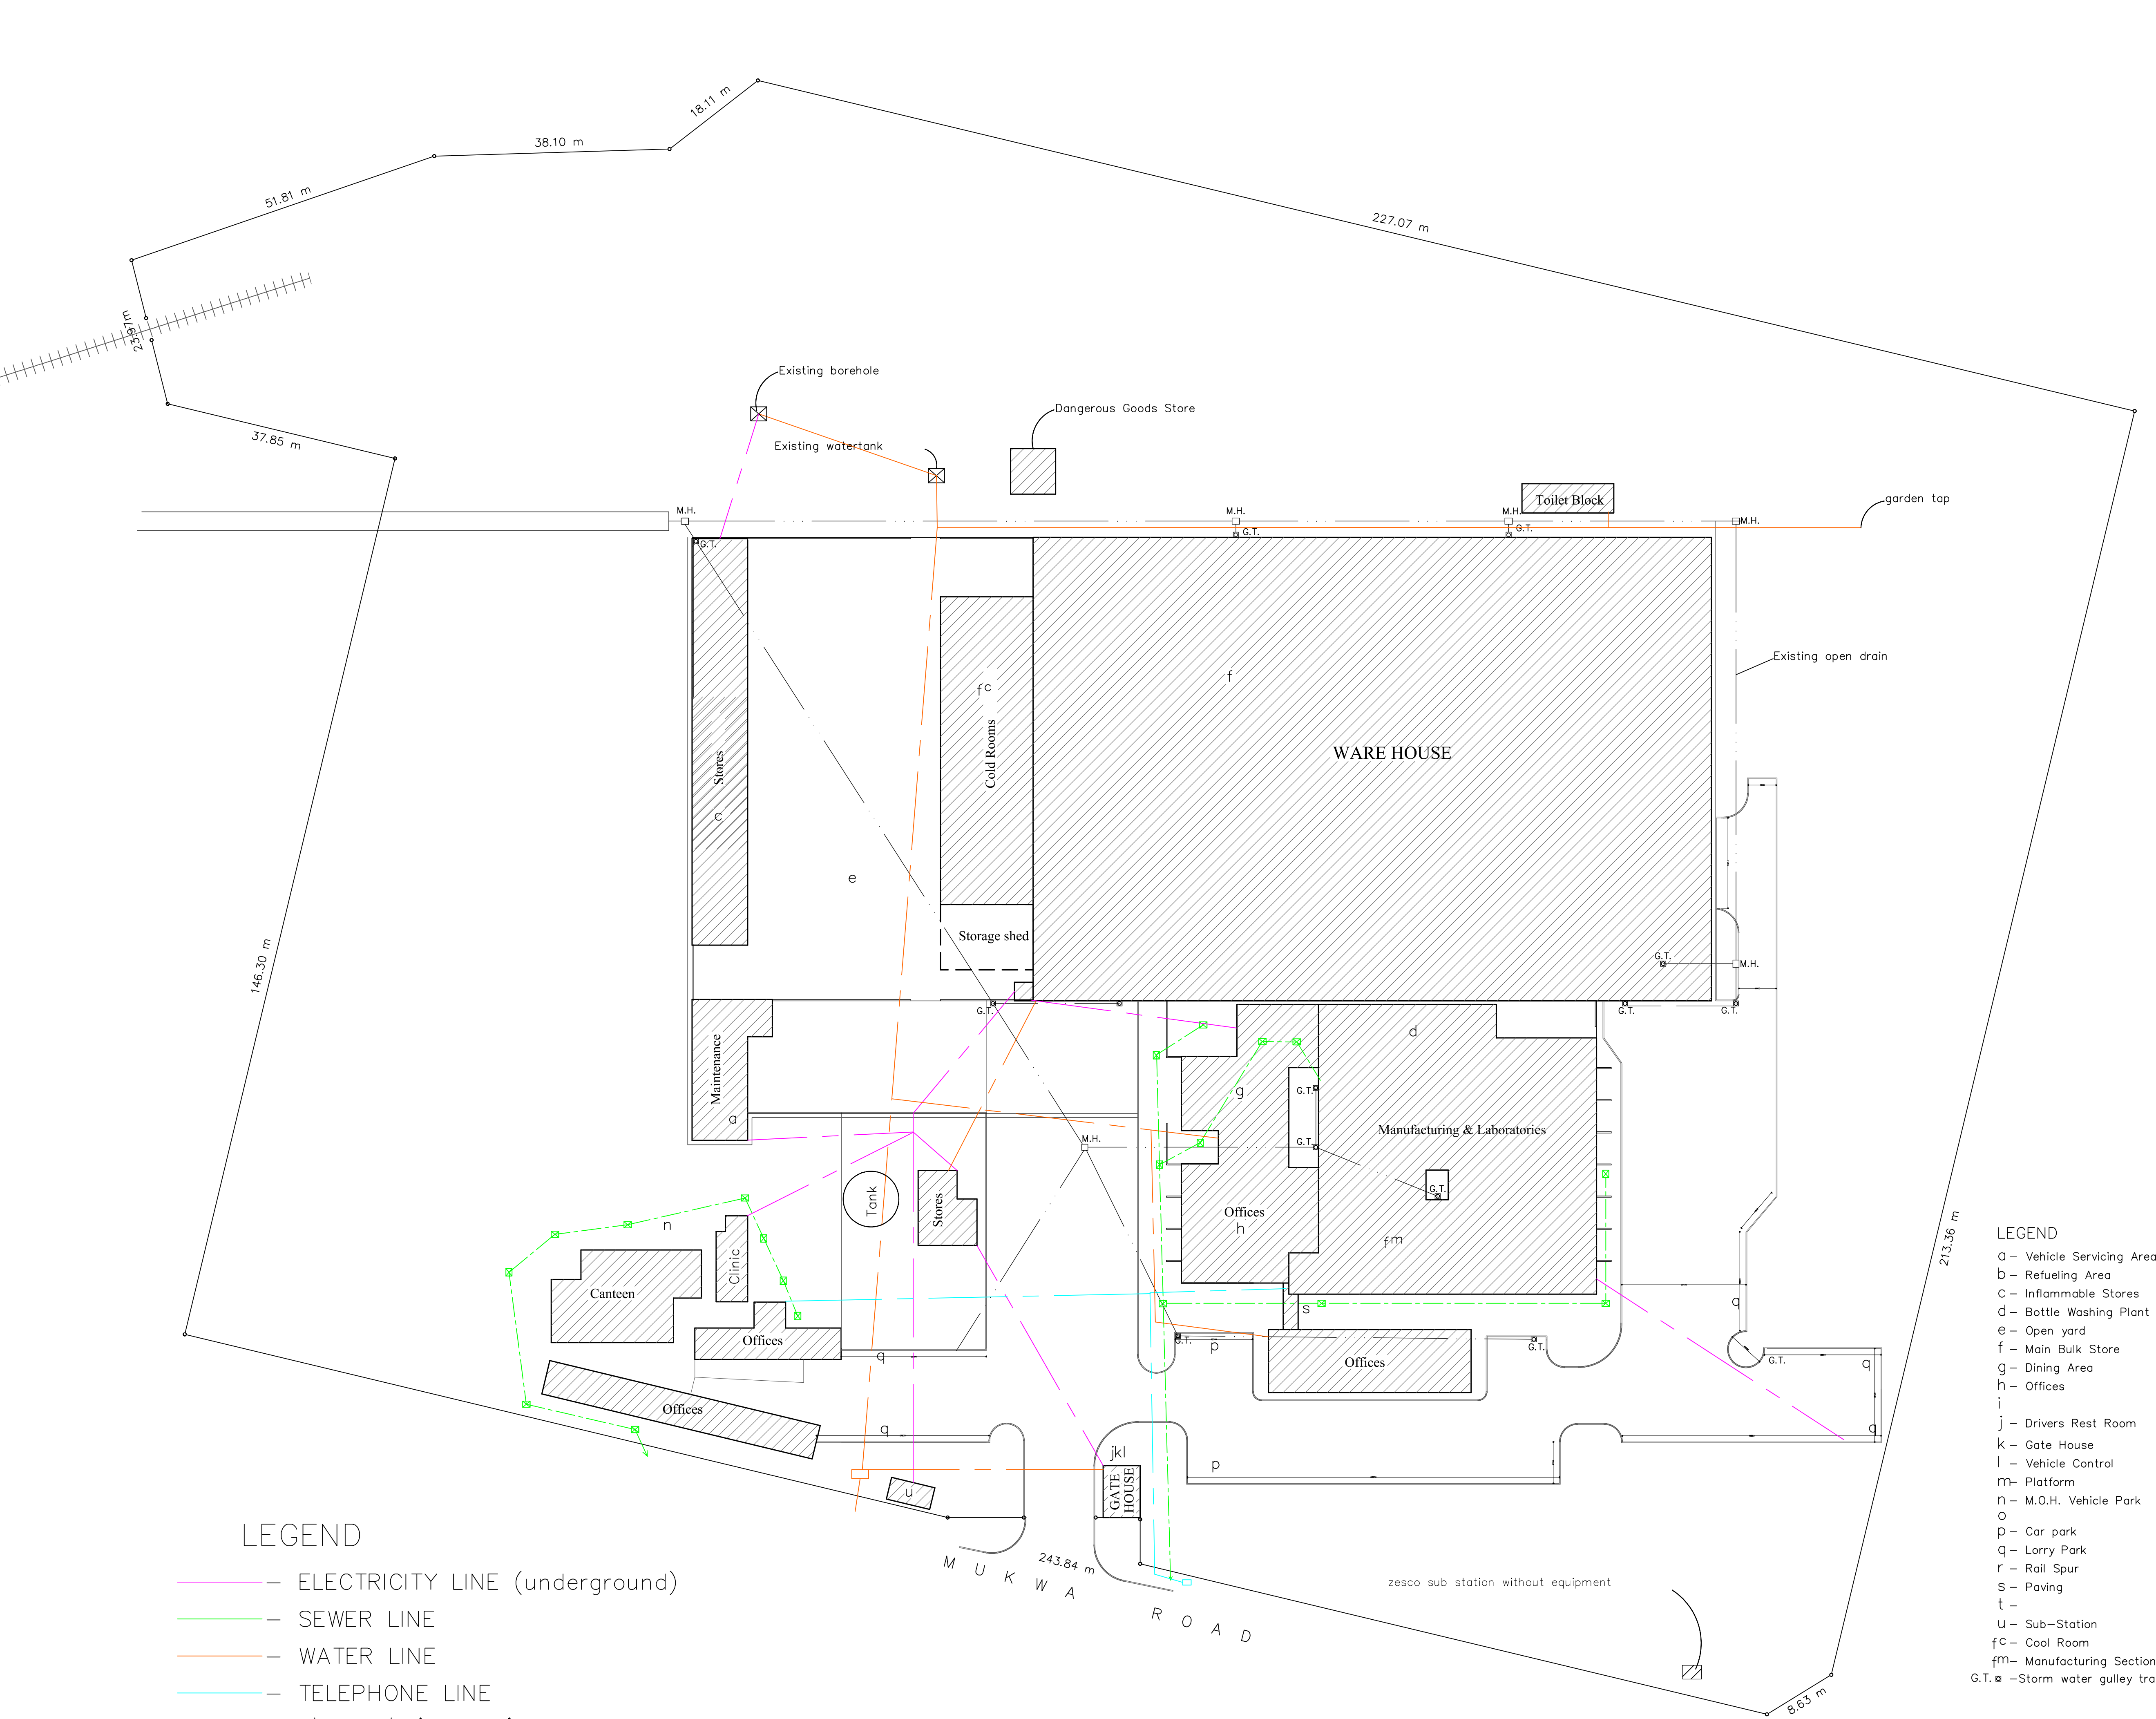 18.11 m
38.10 m
51.81 m
227.07 m
23.97m
37.85 m
Existing borehole
Dangerous Goods Store
Existing watertank
Toilet Block
garden tap
M.H.
M.H.
M.H.
M.H.
G.T.
G.T.
G.T.
Existing open drain
f
fc
Cold Rooms
WARE HOUSE
Stores
c
e
Storage shed
146.30 m
G.T.
M.H.
G.T.
G.T.
G.T.
d
Maintenance
a
g
G.T.
G.T.
Manufacturing & Laboratories
M.H.
G.T.
Tank
Stores
Offices
h
fm
n
Clinic
Canteen
213.36 m
s
q
Offices
q
G.T.
p
G.T.
Offices
G.T.
q
Offices
q
q
jkl
p
GATE
HOUSE
u
243.84 m
MUKWA ROAD
zesco sub station without equipment
8.63 m
LEGEND
— ELECTRICITY LINE (underground)
— SEWER LINE
— WATER LINE
— TELEPHONE LINE
LEGEND
a – Vehicle Servicing Area
b – Refueling Area
c – Inflammable Stores
d – Bottle Washing Plant
e – Open yard
f – Main Bulk Store
g – Dining Area
h – Offices
i
j – Drivers Rest Room
k – Gate House
l – Vehicle Control
m – Platform
n – M.O.H. Vehicle Park
o
p – Car park
q – Lorry Park
r – Rail Spur
s – Paving
t –
u – Sub–Station
fc – Cool Room
fm – Manufacturing Section
G.T. –Storm water gulley tra